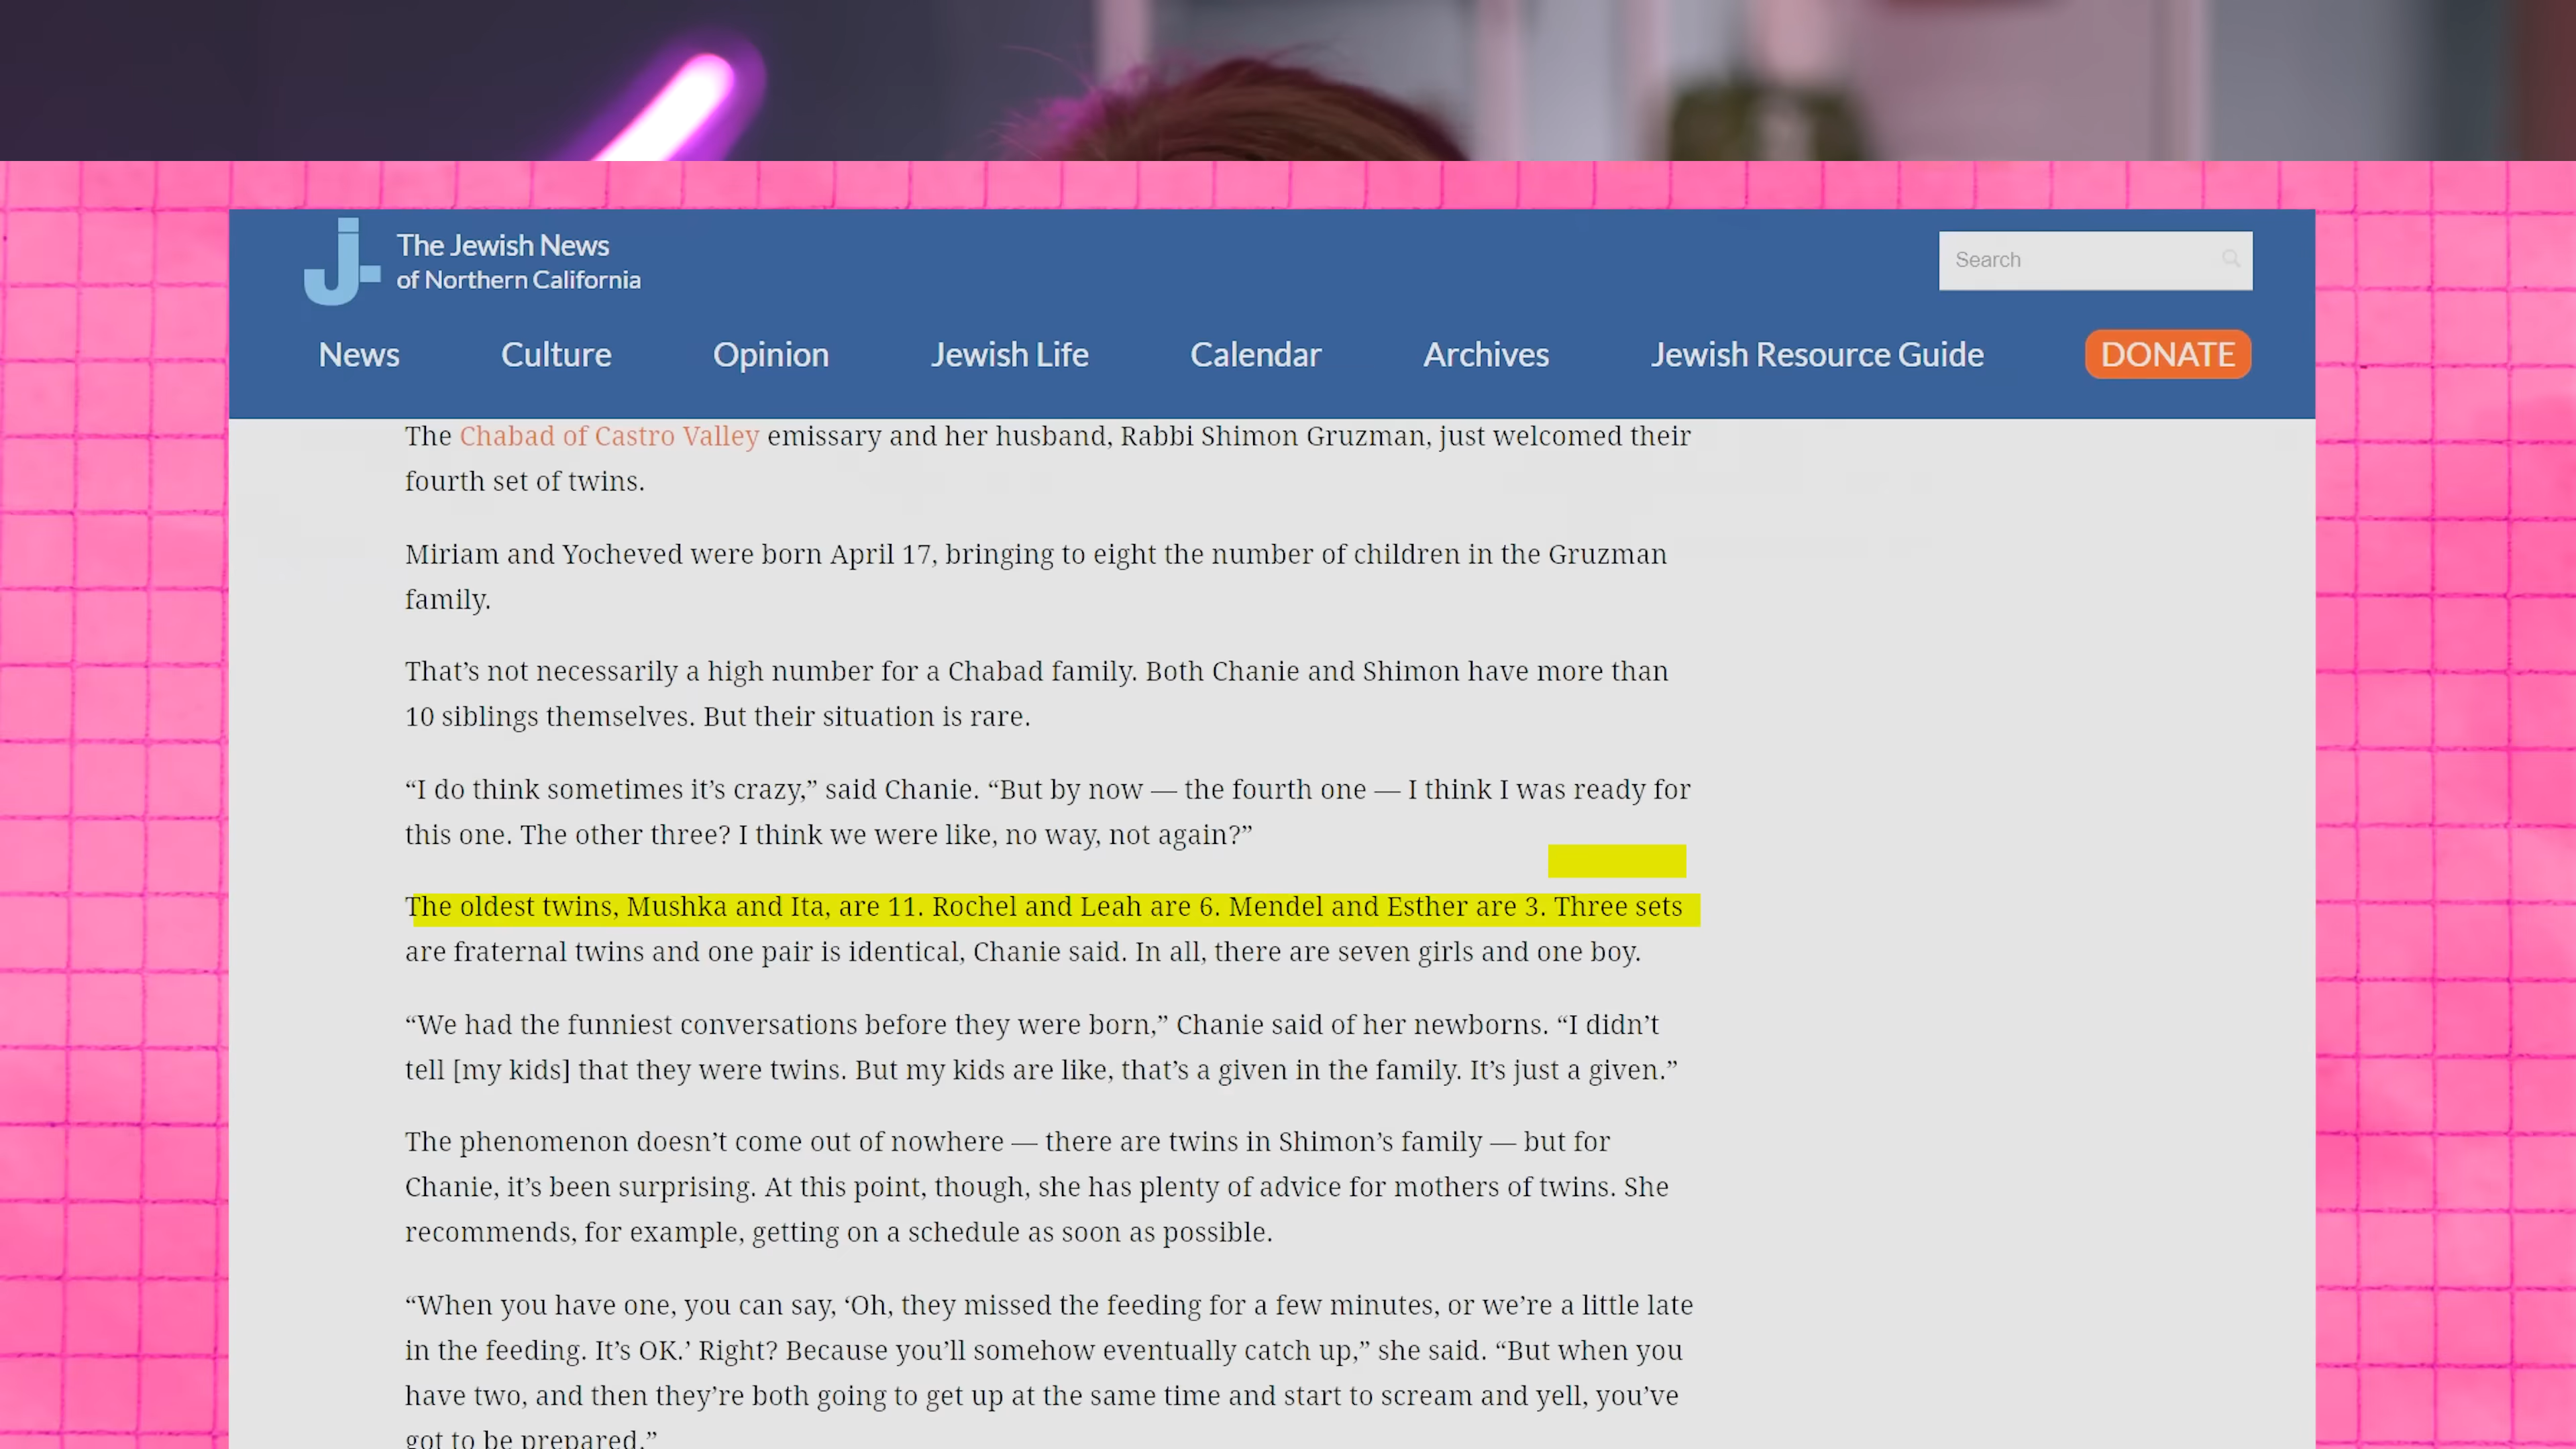 The Jewish News
of Northern California
Search
News Culture Opinion Jewish Life Calendar Archives Jewish Resource Guide DONATE
The Chabad of Castro Valley emissary and her husband, Rabbi Shimon Gruzman, just welcomed their
fourth set of twins.
Miriam and Yocheved were born April 17, bringing to eight the number of children in the Gruzman
family.
That’s not necessarily a high number for a Chabad family. Both Chanie and Shimon have more than
10 siblings themselves. But their situation is rare.
“I do think sometimes it’s crazy,” said Chanie. “But by now — the fourth one — I think I was ready for
this one. The other three? I think we were like, no way, not again?”
The oldest twins, Mushka and Ita, are 11. Rochel and Leah are 6. Mendel and Esther are 3. Three sets
are fraternal twins and one pair is identical, Chanie said. In all, there are seven girls and one boy.
“We had the funniest conversations before they were born,” Chanie said of her newborns. “I didn’t
tell [my kids] that they were twins. But my kids are like, that’s a given in the family. It’s just a given.”
The phenomenon doesn’t come out of nowhere — there are twins in Shimon’s family — but for
Chanie, it’s been surprising. At this point, though, she has plenty of advice for mothers of twins. She
recommends, for example, getting on a schedule as soon as possible.
“When you have one, you can say, ‘Oh, they missed the feeding for a few minutes, or we’re a little late
in the feeding. It’s OK.’ Right? Because you’ll somehow eventually catch up,” she said. “But when you
have two, and then they’re both going to get up at the same time and start to scream and yell, you’ve
got to be prepared.”